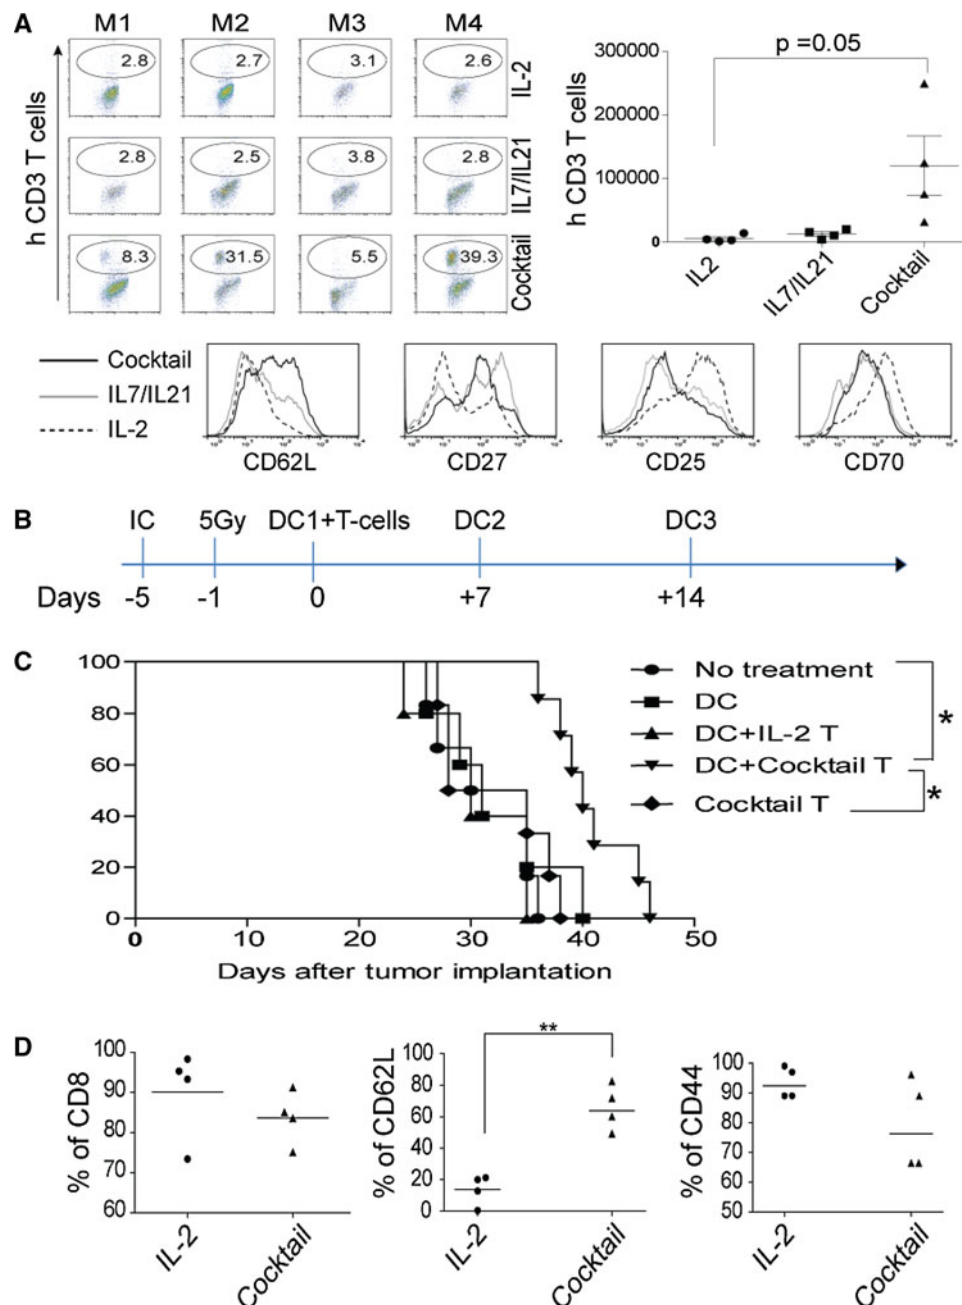 A
M1 M2 M3 M4
h CD3 T cells
2.8 2.7 3.1 2.6
IL-2
2.8 2.5 3.8 2.8
IL7/IL21
8.3 31.5 5.5 39.3
Cocktail
p =0.05
300000
200000
100000
0
h CD3 T cells
IL2 IL7/IL21 Cocktail
Cocktail
IL7/IL21
IL-2
CD62L CD27 CD25 CD70
B
IC 5Gy DC1+T-cells DC2 DC3
Days -5 -1 0 +7 +14
C
100
80
60
40
20
0
0 10 20 30 40 50
Days after tumor implantation
No treatment
DC
DC+IL-2 T
DC+Cocktail T
Cocktail T
*
*
D
% of CD8
100
90
80
70
60
IL-2 Cocktail
% of CD62L
**
100
80
60
40
20
0
IL-2 Cocktail
% of CD44
100
90
80
70
60
50
IL-2 Cocktail